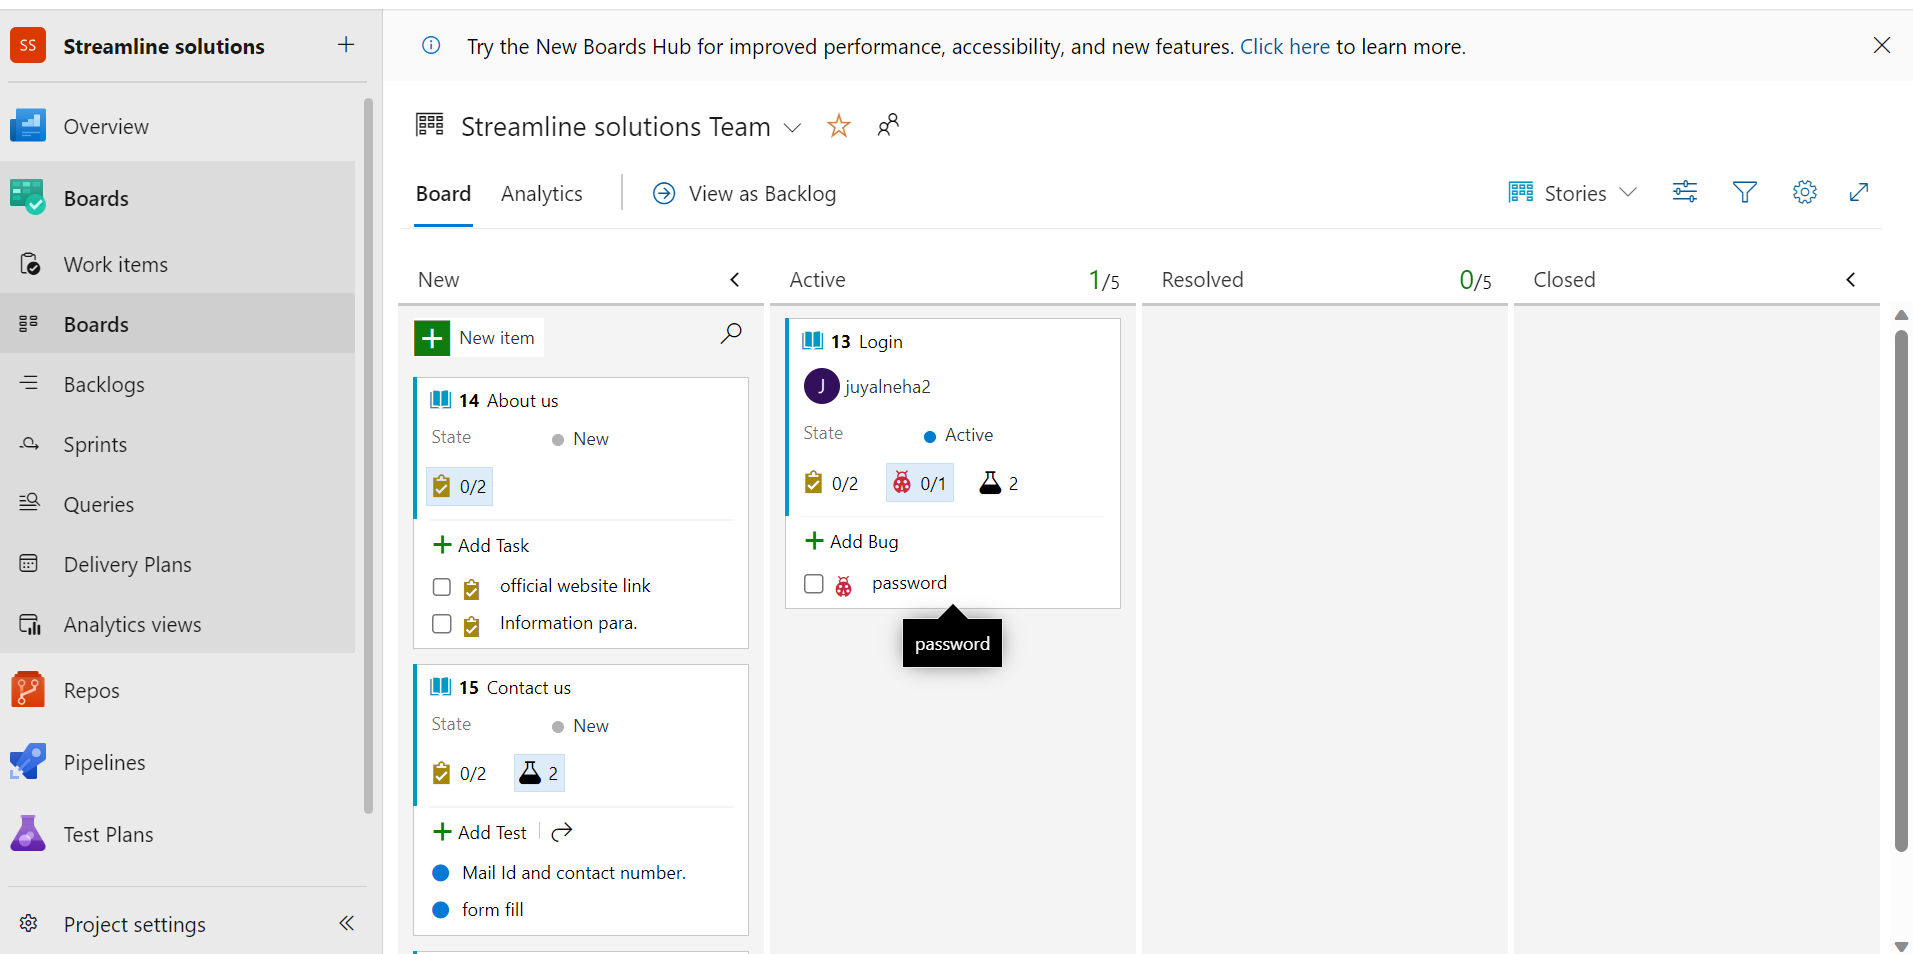 SS Streamline solutions
Overview
Boards
Work items
Boards
Backlogs
Sprints
Queries
Delivery Plans
Analytics views
Repos
Pipelines
Test Plans
Project settings
Try the New Boards Hub for improved performance, accessibility, and new features. Click here to learn more.
Streamline solutions Team
Board Analytics View as Backlog Stories
New
New item
14 About us
State New
0/2
Add Task
official website link
Information para.
15 Contact us
State New
0/2 2
Add Test
Mail Id and contact number.
form fill
Active 1/5
13 Login
J juyalneha2
State Active
0/2 0/1 2
Add Bug
password
password
Resolved 0/5
Closed